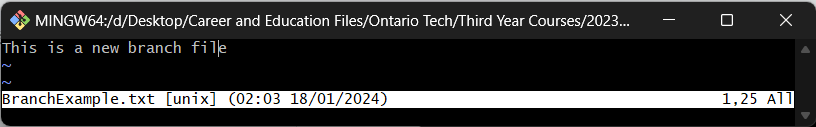 MINGW64:/d/Desktop/Career and Education Files/Ontario Tech/Third Year Courses/2023...
This is a new branch file
~
~
BranchExample.txt [unix] (02:03 18/01/2024) 1,25 All